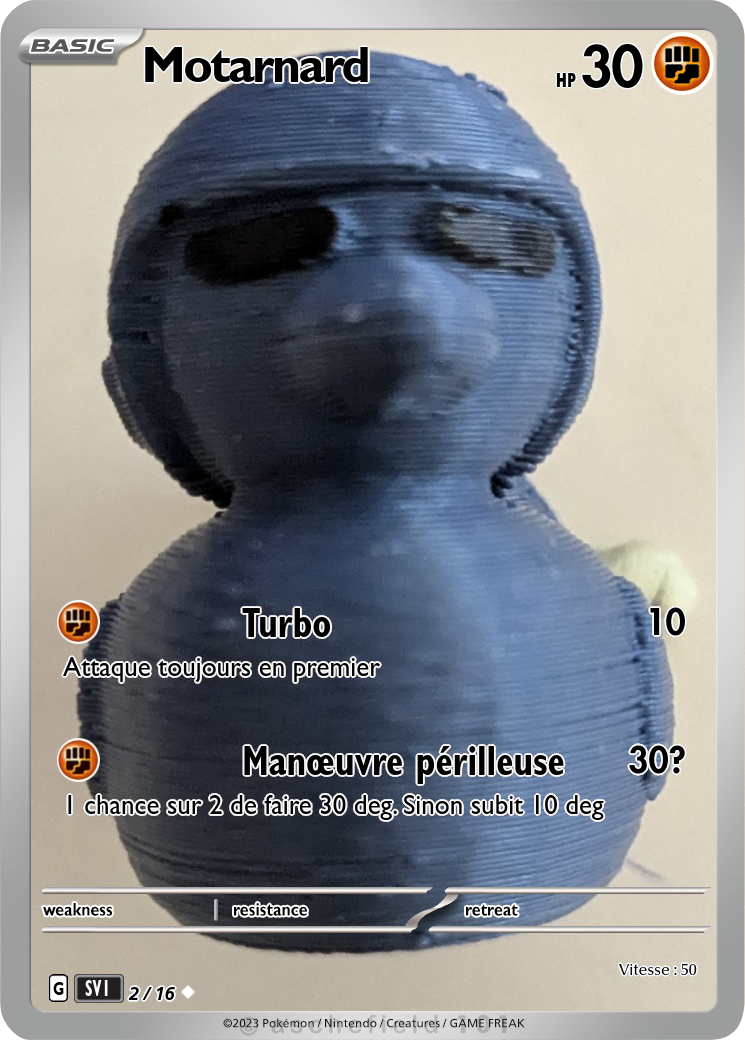 BASIC
Motarnard
HP 30
Turbo 10
Attaque toujours en premier
Manœuvre périlleuse 30?
1 chance sur 2 de faire 30 deg. Sinon subit 10 deg
weakness | resistance retreat
Vitesse : 50
G SVI 2 / 16
©2023 Pokémon / Nintendo / Creatures / GAME FREAK